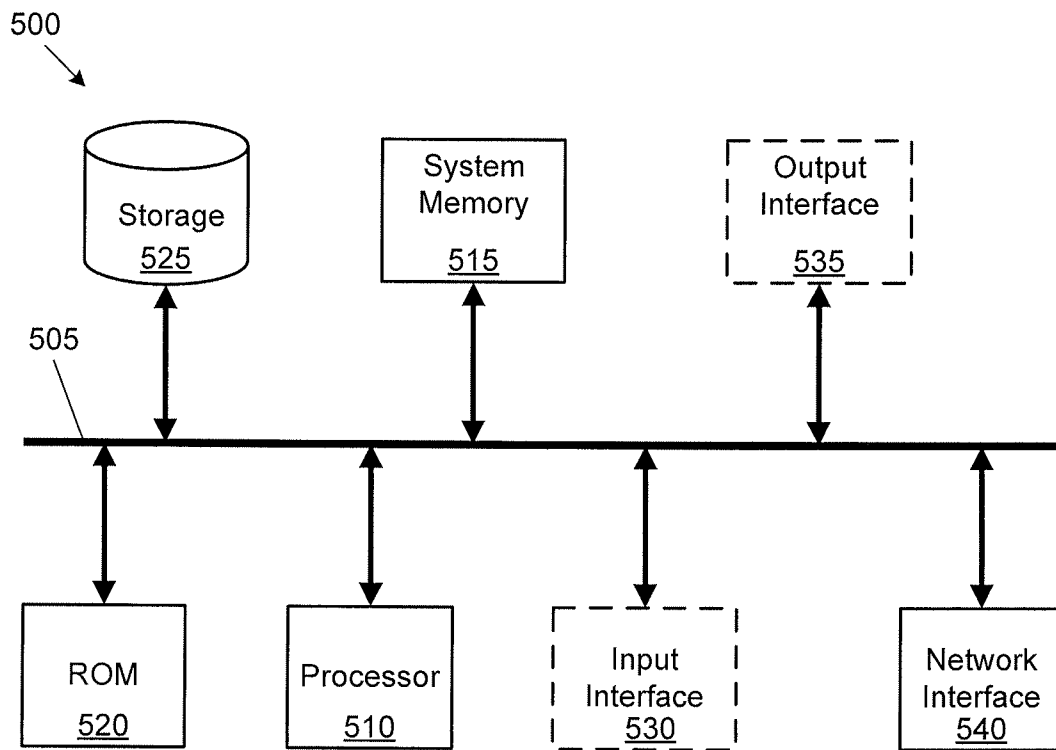 500
Storage
525
System
Memory
515
Output
Interface
535
505
ROM
520
Processor
510
Input
Interface
530
Network
Interface
540